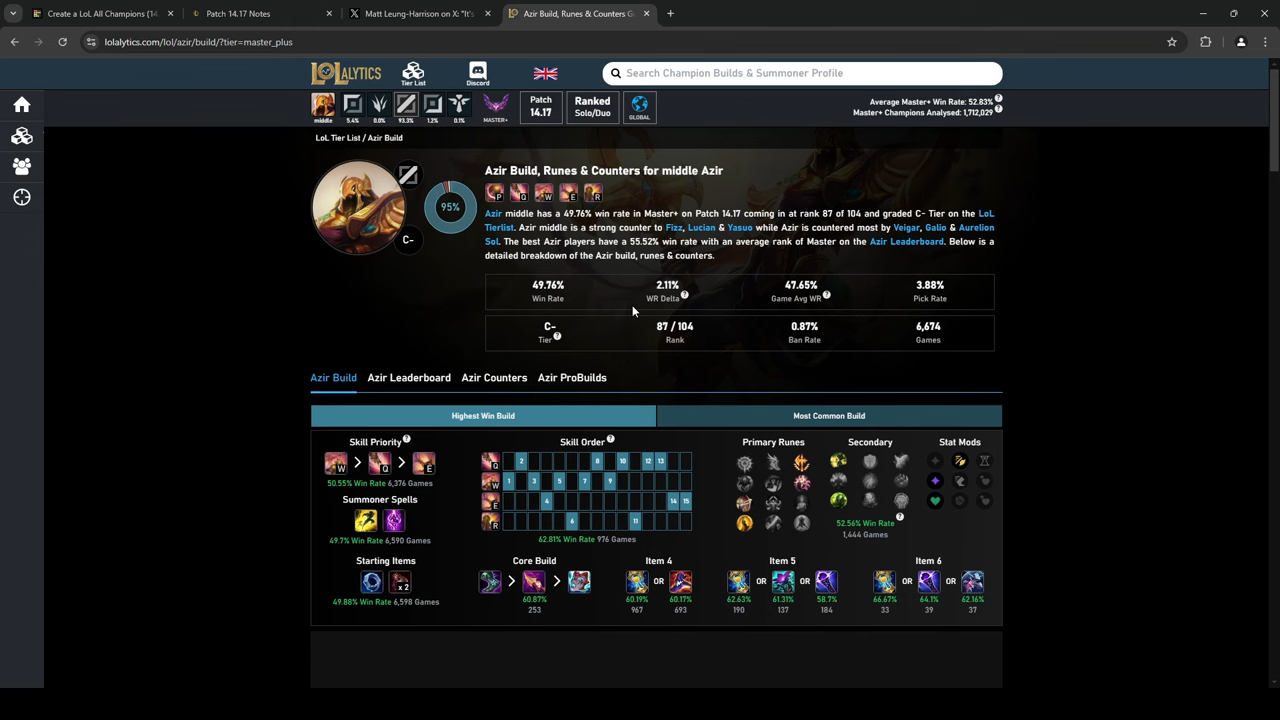 Create a LoL All Champions (14.
Patch 14.17 Notes
Matt Leung-Harrison on X: "It's
Azir Build, Runes & Counters G
lolalytics.com/lol/azir/build/?tier=master_plus
LOLALYTICS
Tier List
Discord
Search Champion Builds & Summoner Profile
middle
5.4%
0.0%
93.3%
1.2%
0.1%
MASTER+
Patch
14.17
Ranked
Solo/Duo
GLOBAL
Average Master+ Win Rate: 52.83%
Master+ Champions Analysed: 1,712,029
LoL Tier List / Azir Build
95%
C-
Azir Build, Runes & Counters for middle Azir
P Q W E R
Azir middle has a 49.76% win rate in Master+ on Patch 14.17 coming in at rank 87 of 104 and graded C- Tier on the LoL
Tierlist. Azir middle is a strong counter to Fizz, Lucian & Yasuo while Azir is countered most by Veigar, Galio & Aurelion
Sol. The best Azir players have a 55.52% win rate with an average rank of Master on the Azir Leaderboard. Below is a
detailed breakdown of the Azir build, runes & counters.
49.76% 2.11% 47.65% 3.88%
Win Rate WR Delta Game Avg WR Pick Rate
C- 87 / 104 0.87% 6,674
Tier Rank Ban Rate Games
Azir Build Azir Leaderboard Azir Counters Azir ProBuilds
Highest Win Build Most Common Build
Skill Priority
W Q E
50.55% Win Rate 6,376 Games
Summoner Spells
49.7% Win Rate 6,590 Games
Skill Order
Q 2 8 10 12 13
W 1 3 5 7 9
E 4 14 15
R 6 11
62.81% Win Rate 976 Games
Primary Runes
Secondary
52.56% Win Rate
1,444 Games
Stat Mods
Starting Items
x 2
49.88% Win Rate 6,598 Games
Core Build
60.87%
253
Item 4
OR
60.19% 60.17%
967 693
Item 5
OR OR
62.63% 61.31% 58.7%
190 137 184
Item 6
OR OR
66.67% 64.1% 62.16%
33 39 37